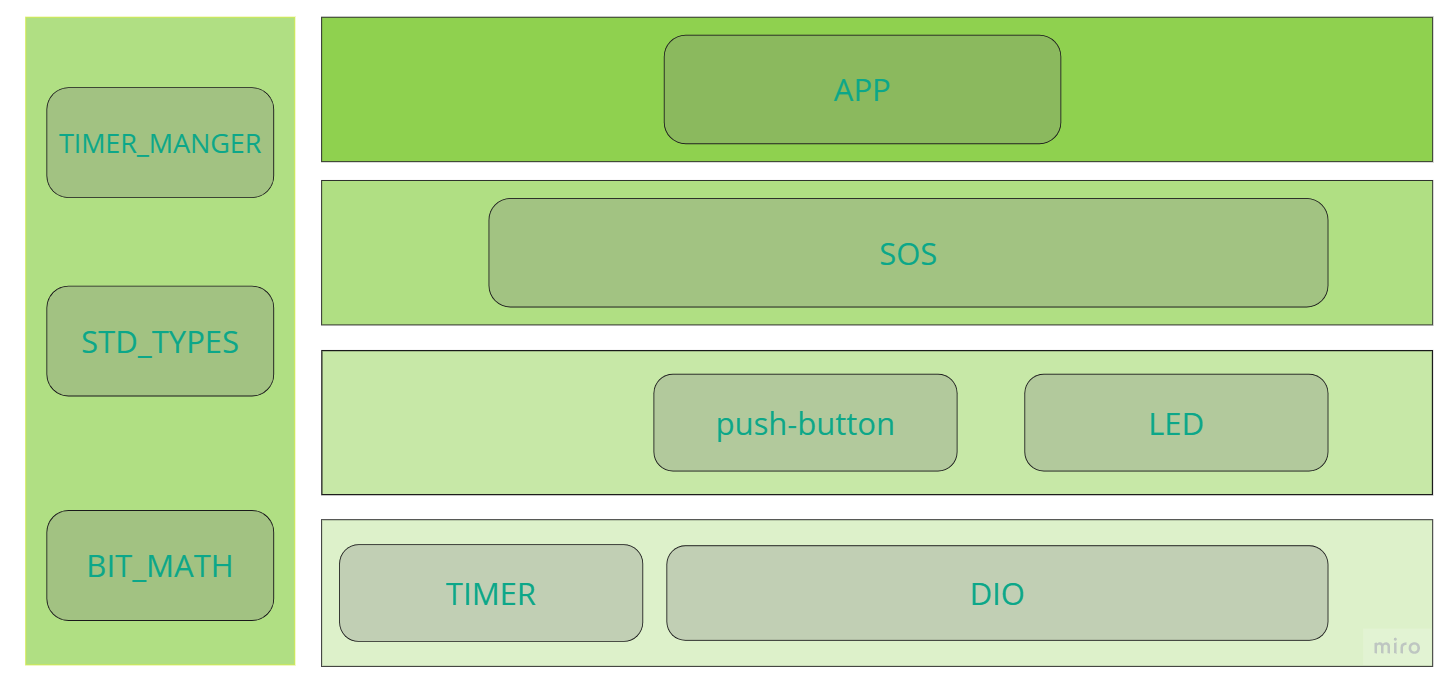 TIMER_MANGER
STD_TYPES
BIT_MATH
APP
SOS
push-button
LED
TIMER
DIO
miro